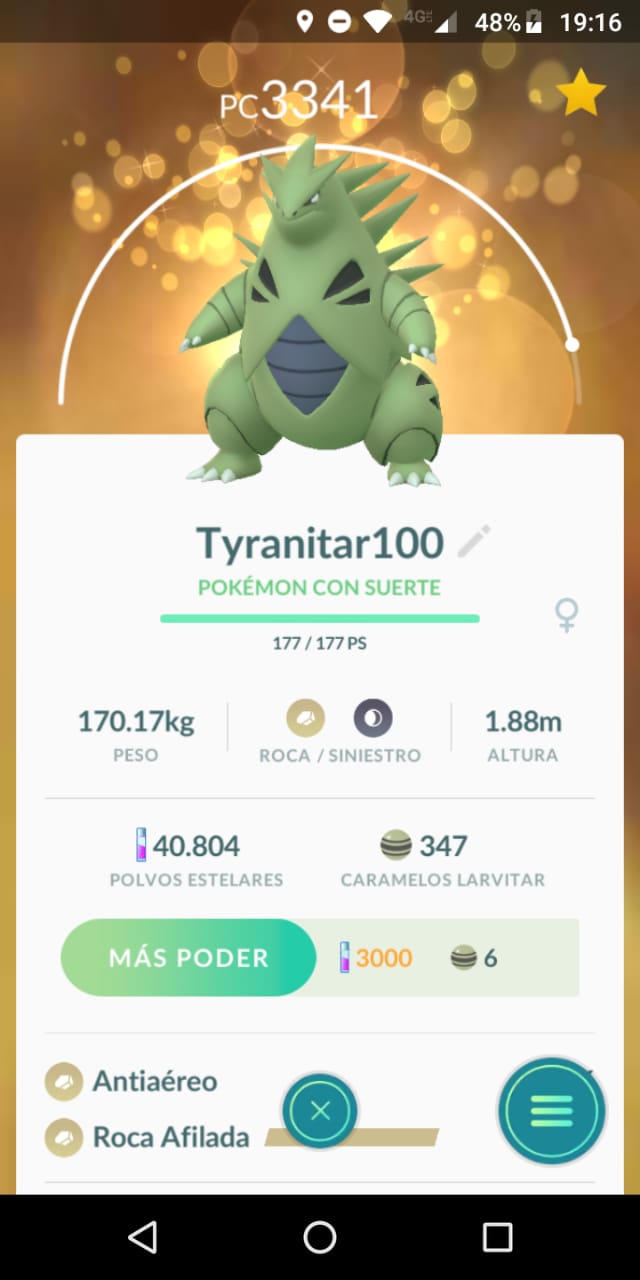 4G LTE 48% 19:16
PC3341
Tyranitar100
POKÉMON CON SUERTE
177 / 177 PS
170.17kg 1.88m
PESO ROCA / SINIESTRO ALTURA
40.804 347
POLVOS ESTELARES CARAMELOS LARVITAR
MÁS PODER 3000 6
Antiaéreo
Roca Afilada